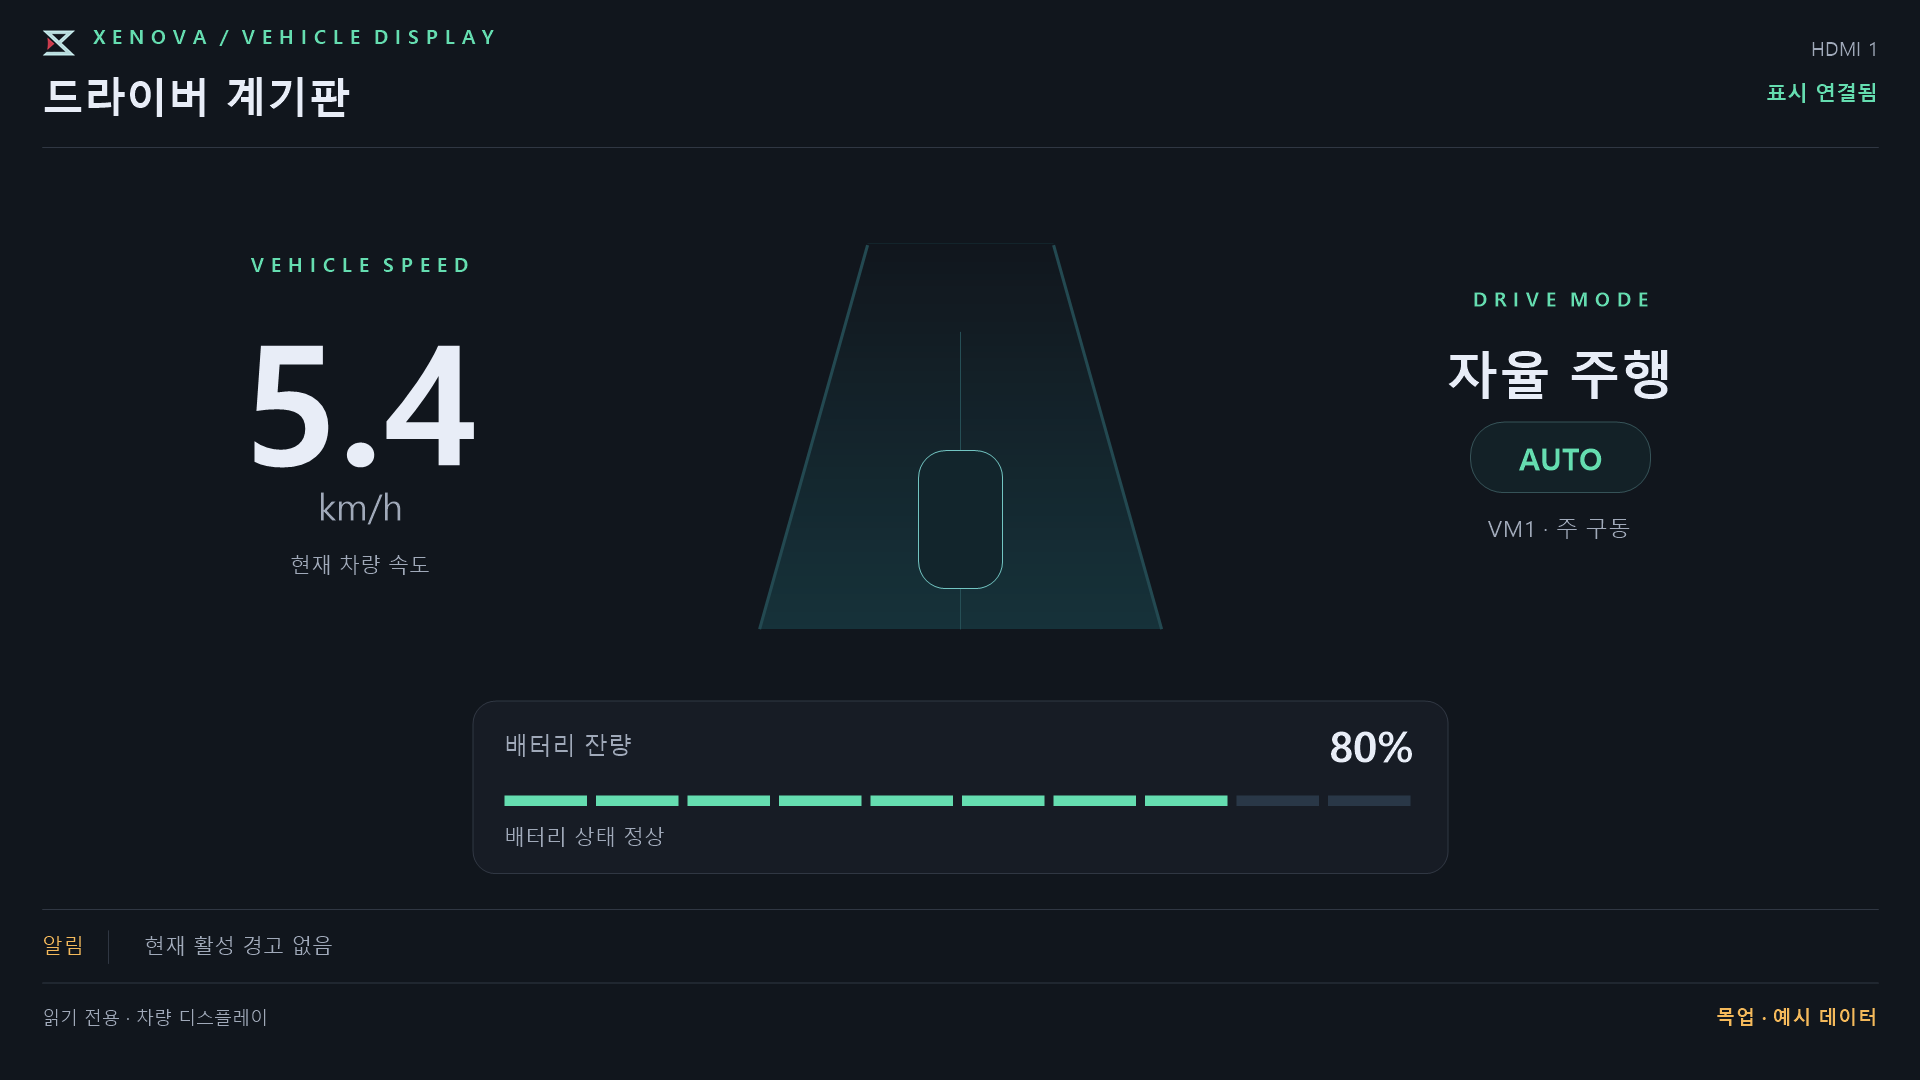 XENOVA / VEHICLE DISPLAY
드라이버 계기판
HDMI 1
표시 연결됨
VEHICLE SPEED
5.4
km/h
현재 차량 속도
DRIVE MODE
자율 주행
AUTO
VM1 · 주 구동
배터리 잔량
80%
배터리 상태 정상
알림
현재 활성 경고 없음
읽기 전용 · 차량 디스플레이
목업 · 예시 데이터